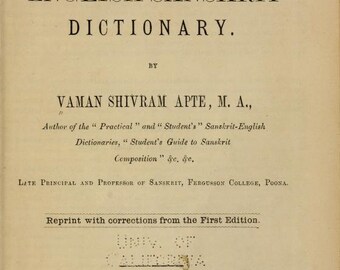 ENGLISH-SANSKRIT
DICTIONARY.
BY
VAMAN SHIVRAM APTE, M. A.,
Author of the “ Practical” and “Student’s” Sanskrit-English
Dictionaries, “ Student’s Guide to Sanskrit
Composition” &c. &c.
LATE PRINCIPAL AND PROFESSOR OF SANSKRIT, FERGUSSON COLLEGE, POONA.
Reprint with corrections from the First Edition.
UNIV. OF
CALIFORNIA